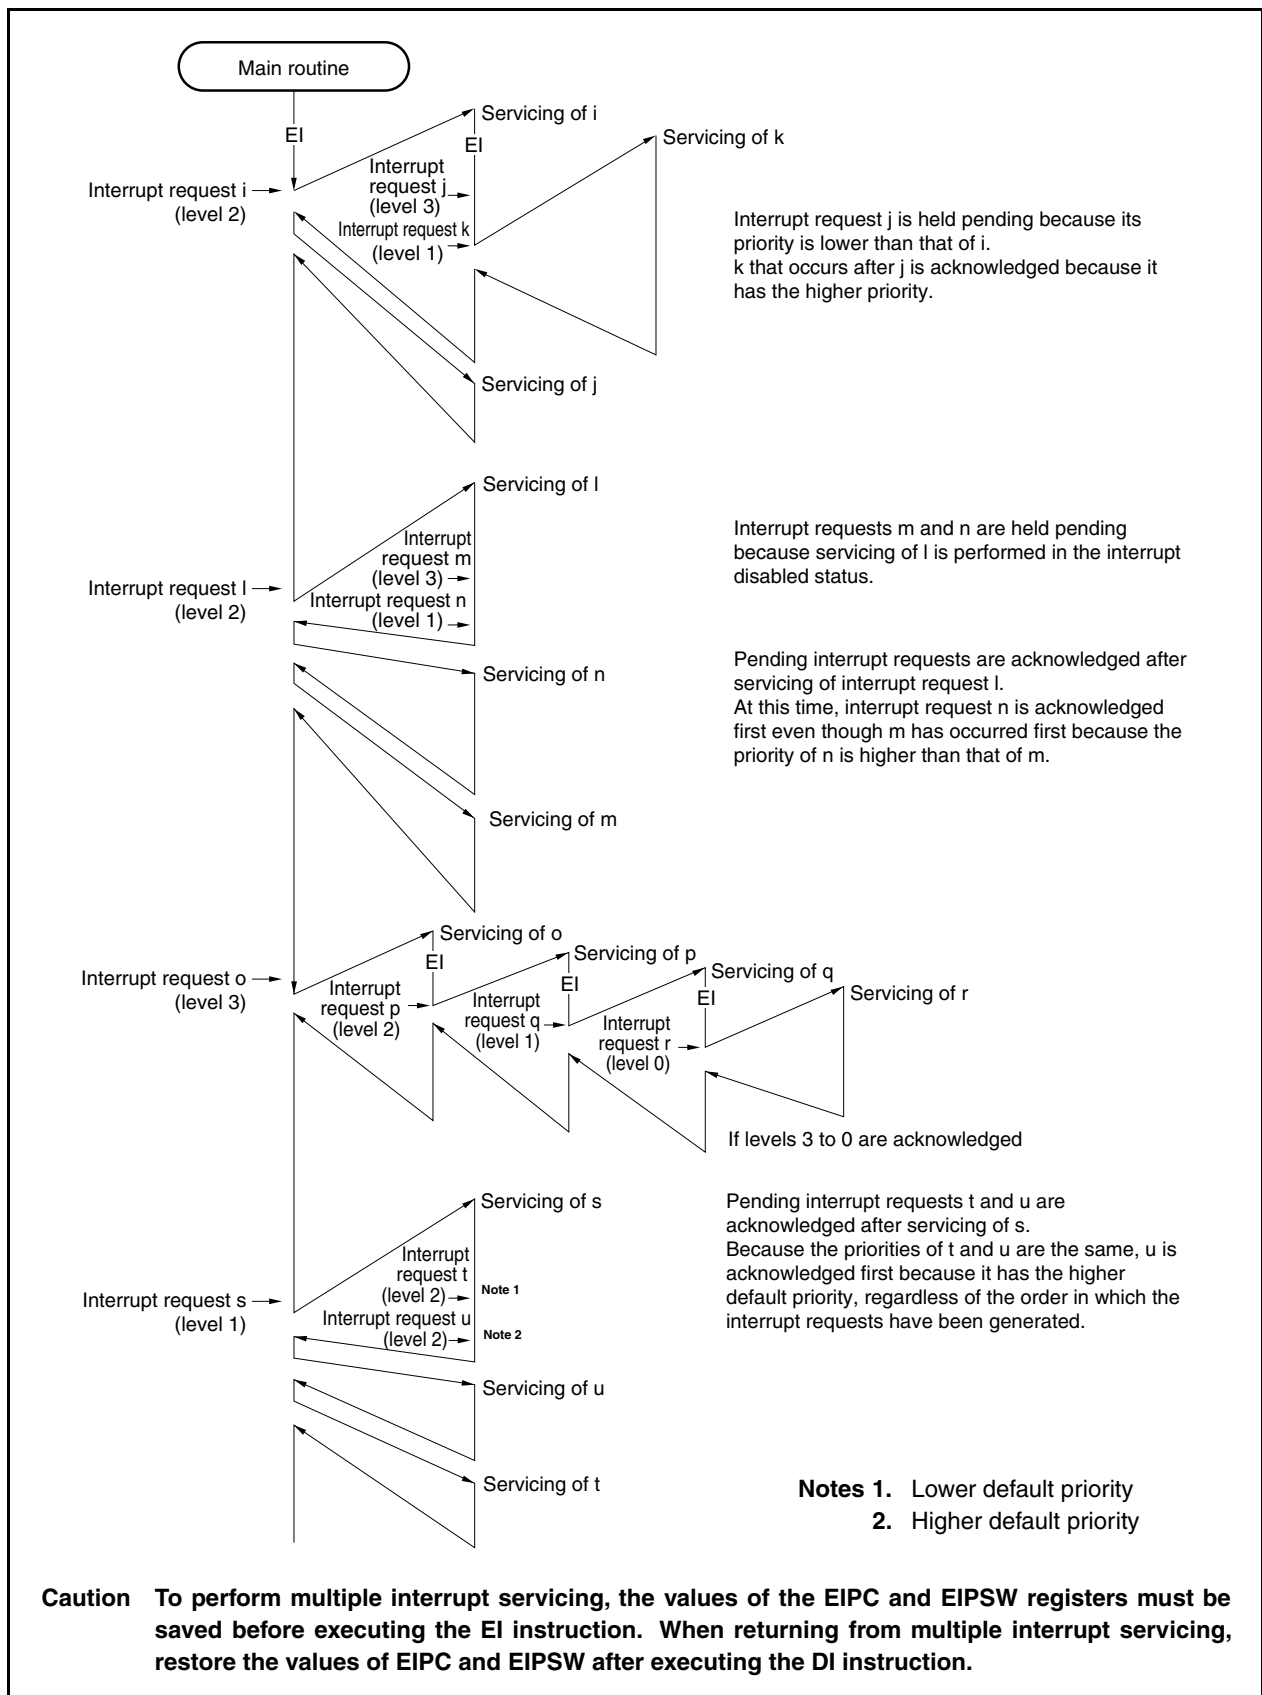 Main routine
EI
Servicing of i
EI
Servicing of k
Interrupt
request j
(level 3)
Interrupt request i
(level 2)
Interrupt request k
(level 1)
Interrupt request j is held pending because its
priority is lower than that of i.
k that occurs after j is acknowledged because it
has the higher priority.
Servicing of j
Servicing of l
Interrupt
request m
(level 3)
Interrupt request l
(level 2)
Interrupt request n
(level 1)
Interrupt requests m and n are held pending
because servicing of l is performed in the interrupt
disabled status.
Servicing of n
Pending interrupt requests are acknowledged after
servicing of interrupt request l.
At this time, interrupt request n is acknowledged
first even though m has occurred first because the
priority of n is higher than that of m.
Servicing of m
Interrupt request o
(level 3)
Servicing of o
EI
Interrupt
request p
(level 2)
Servicing of p
EI
Interrupt
request q
(level 1)
Servicing of q
EI
Interrupt
request r
(level 0)
Servicing of r
If levels 3 to 0 are acknowledged
Servicing of s
Interrupt
request t
(level 2)
Note 1
Interrupt request s
(level 1)
Interrupt request u
(level 2)
Note 2
Pending interrupt requests t and u are
acknowledged after servicing of s.
Because the priorities of t and u are the same, u is
acknowledged first because it has the higher
default priority, regardless of the order in which the
interrupt requests have been generated.
Servicing of u
Servicing of t
Notes 1. Lower default priority
2. Higher default priority
Caution To perform multiple interrupt servicing, the values of the EIPC and EIPSW registers must be
saved before executing the EI instruction. When returning from multiple interrupt servicing,
restore the values of EIPC and EIPSW after executing the DI instruction.